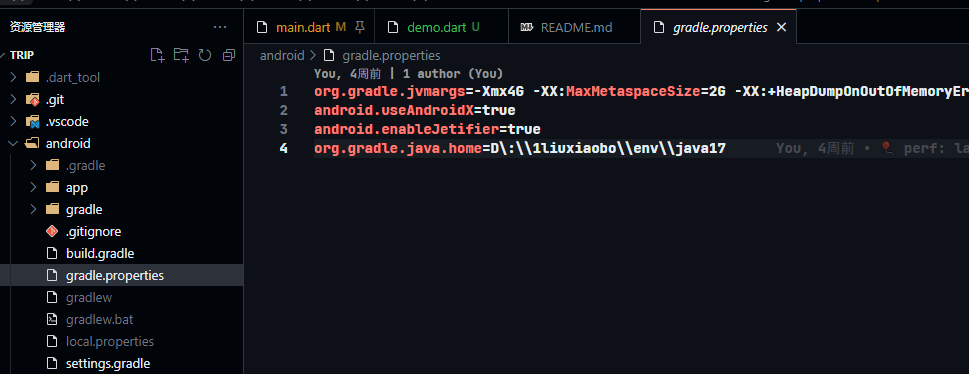 资源管理器 ···
main.dart M
demo.dart U
README.md
gradle.properties
TRIP
android > gradle.properties
.dart_tool
.git
.vscode
android
.gradle
app
gradle
.gitignore
build.gradle
gradle.properties
gradlew
gradlew.bat
local.properties
settings.gradle
You, 4周前 | 1 author (You)
1 org.gradle.jvmargs=-Xmx4G -XX:MaxMetaspaceSize=2G -XX:+HeapDumpOnOutOfMemoryEr
2 android.useAndroidX=true
3 android.enableJetifier=true
4 org.gradle.java.home=D\:\\1liuxiaobo\\env\\java17 You, 4周前 • perf: la